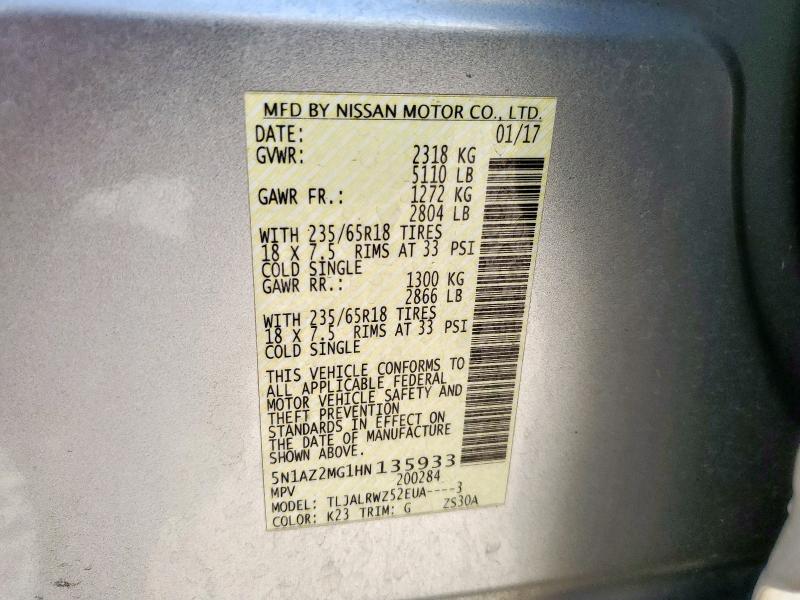 MFD BY NISSAN MOTOR CO., LTD.
DATE: 01/17
GVWR: 2318 KG
5110 LB
GAWR FR.: 1272 KG
2804 LB
WITH 235/65R18 TIRES
18 X 7.5 RIMS AT 33 PSI
COLD SINGLE
GAWR RR.: 1300 KG
2866 LB
WITH 235/65R18 TIRES
18 X 7.5 RIMS AT 33 PSI
COLD SINGLE
THIS VEHICLE CONFORMS TO
ALL APPLICABLE FEDERAL
MOTOR VEHICLE SAFETY AND
THEFT PREVENTION
STANDARDS IN EFFECT ON
THE DATE OF MANUFACTURE
SHOWN ABOVE.
5N1AZ2MG1HN 135933
MPV 200284
MODEL: TLJALRWZ52EUA----3
COLOR: K23 TRIM: G ZS30A